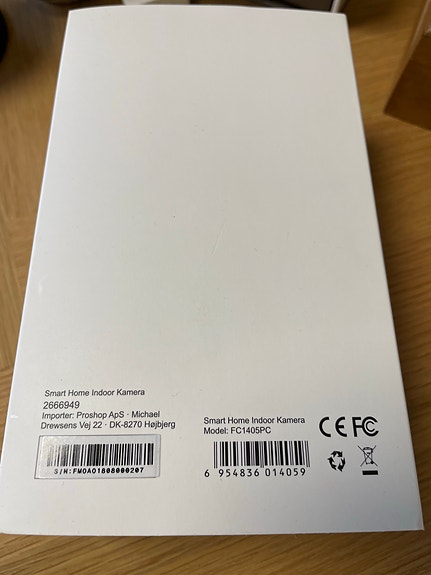 Smart Home Indoor Kamera
2666949
Importer: Proshop ApS · Michael
Drewsens Vej 22 · DK-8270 Højbjerg
S/N:FMOA01808000207
Smart Home Indoor Kamera
Model: FC1405PC
6 954836 014059
CE FC